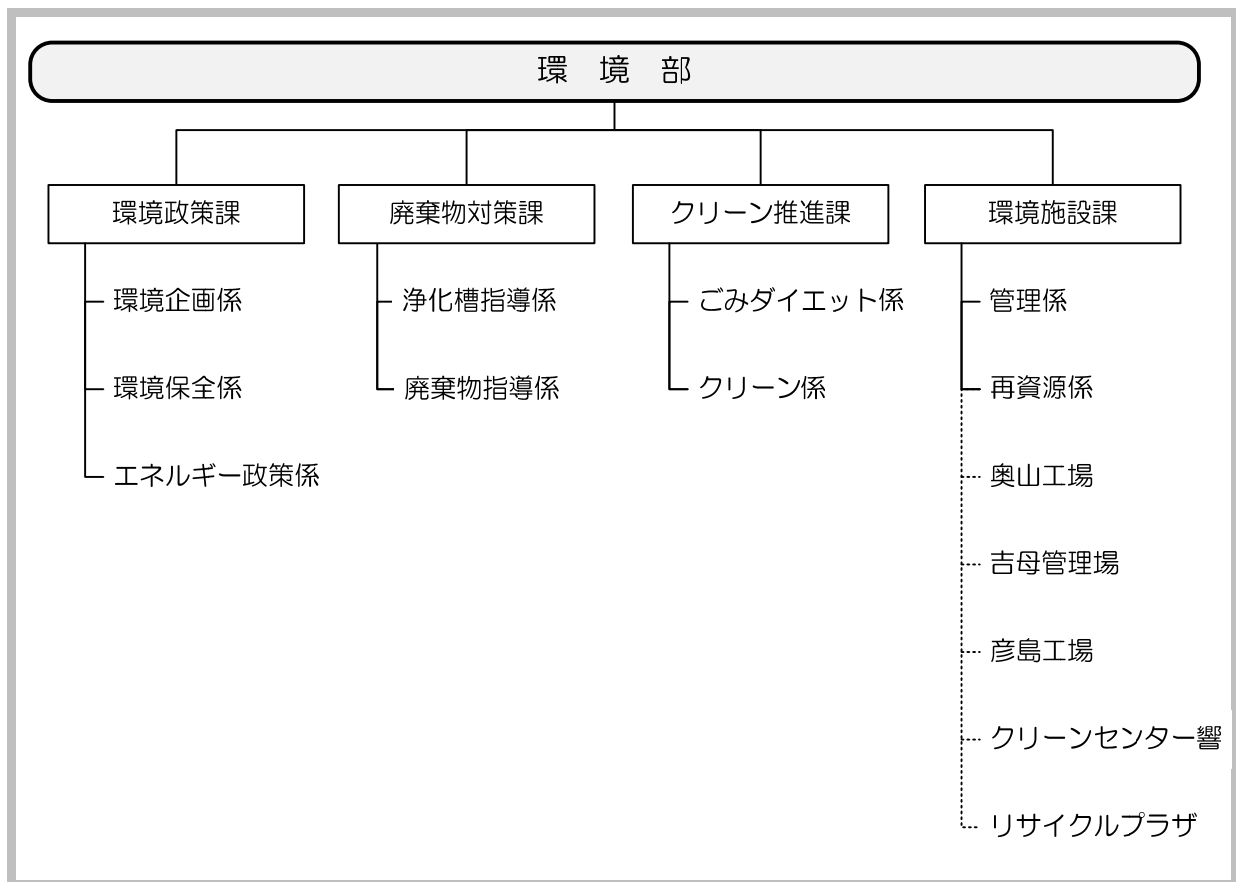 環　境　部
環境政策課
環境企画係
環境保全係
エネルギー政策係
廃棄物対策課
浄化槽指導係
廃棄物指導係
クリーン推進課
ごみダイエット係
クリーン係
環境施設課
管理係
再資源係
奥山工場
吉母管理場
彦島工場
クリーンセンター響
リサイクルプラザ